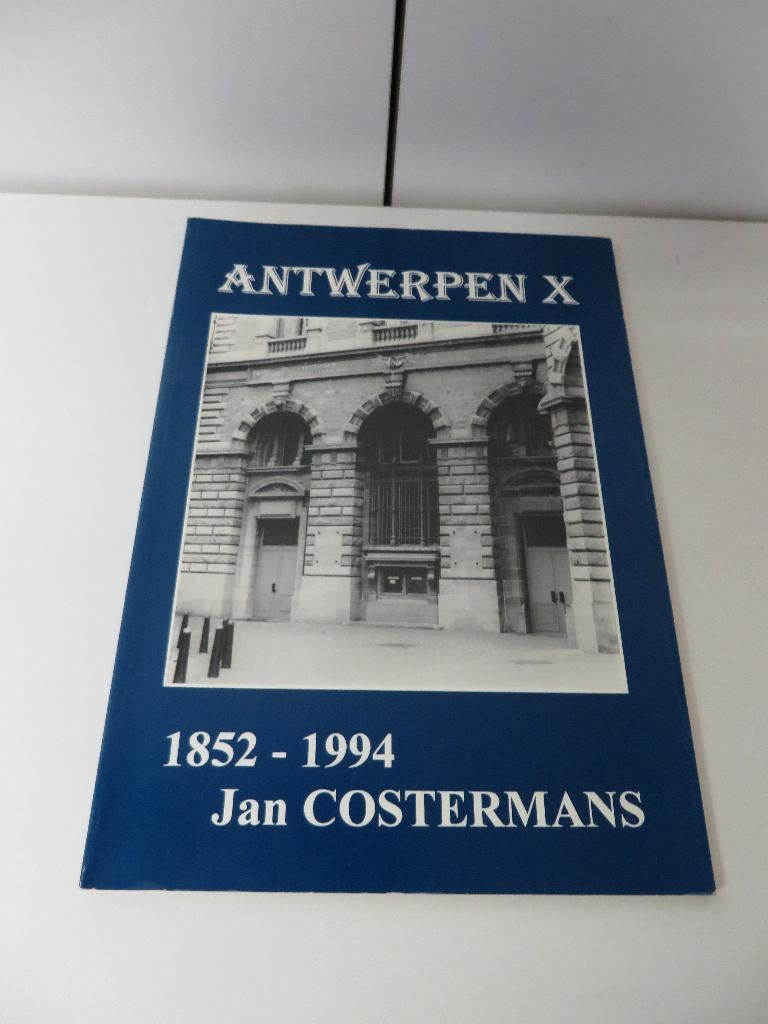 ANTWERPEN X
1852 - 1994
Jan COSTERMANS